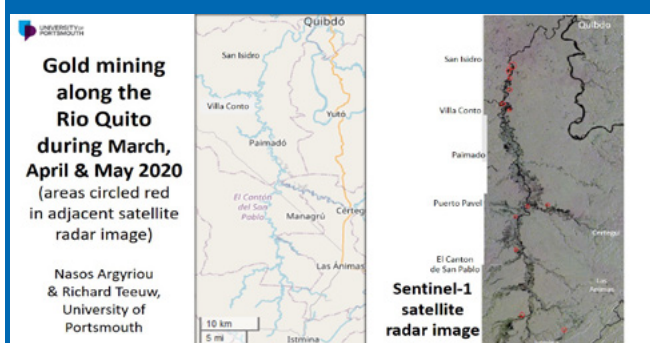 UNIVERSITY OF
PORTSMOUTH
Gold mining
along the
Rio Quito
during March,
April & May 2020
(areas circled red
in adjacent satellite
radar image)
Nasos Argyriou
& Richard Teeuw,
University of
Portsmouth
Quibdó
San Isidro
Villa Conto
Yuto
Paimadó
El Canton
del San
Pablo
Managrú
Cérteg
Las Ánimas
10 km
5 mi
Istmina
Quibdo
San Isidro
Villa Conto
Paimado
Puerto Pavel
Certegui
El Canton
de San Pablo
Las
Animas
Sentinel-1
satellite
radar image